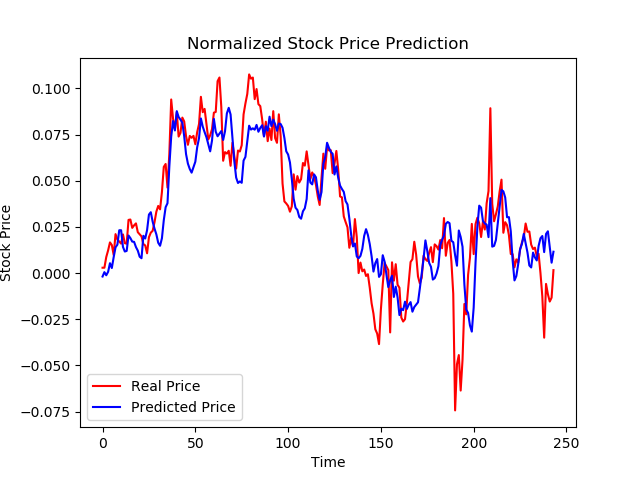 Normalized Stock Price Prediction
0.100
0.075
0.050
0.025
0.000
−0.025
−0.050
−0.075
Stock Price
Real Price
Predicted Price
0 50 100 150 200 250
Time